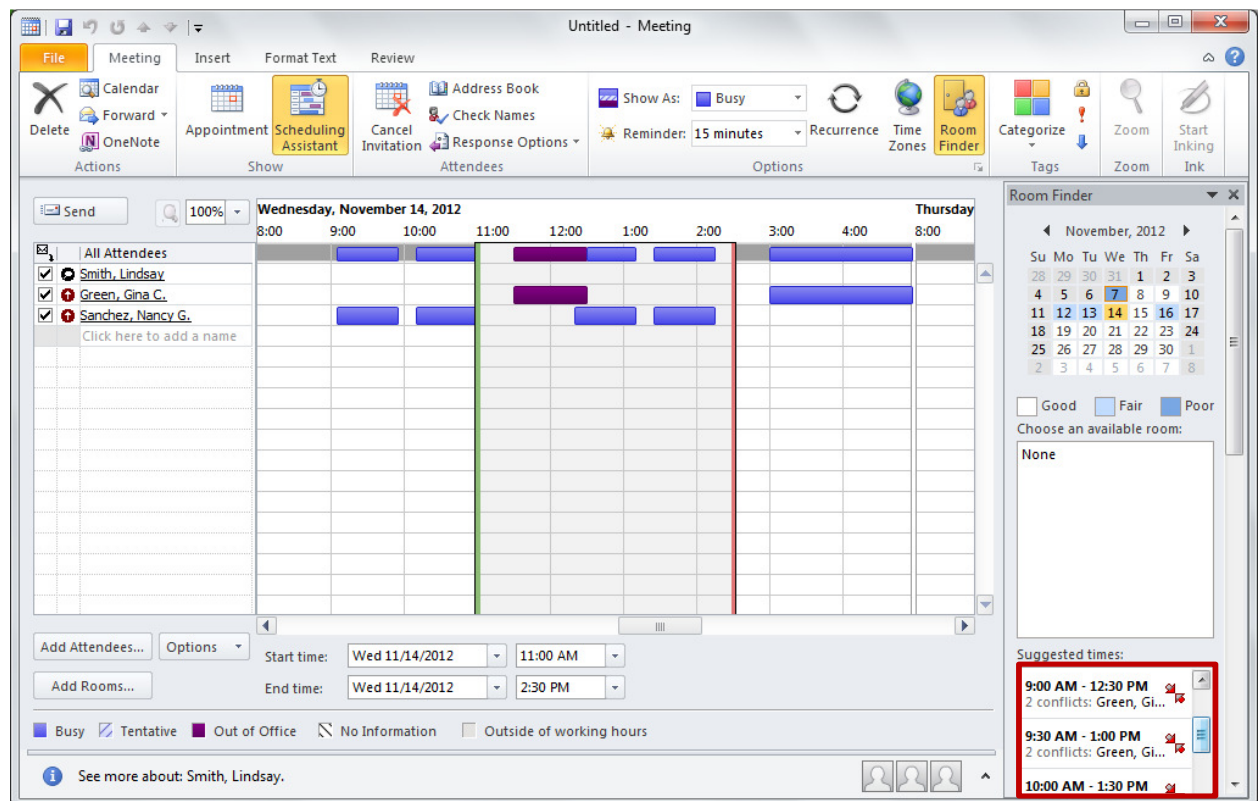 Untitled - Meeting
File Meeting Insert Format Text Review
Delete
Calendar
Forward
OneNote
Actions
Appointment
Scheduling Assistant
Show
Cancel Invitation
Address Book
Check Names
Response Options
Attendees
Show As: Busy
Reminder: 15 minutes
Recurrence
Time Zones
Room Finder
Options
Categorize
Tags
Zoom
Zoom
Start Inking
Ink
Send 100%
Wednesday, November 14, 2012 Thursday
8:00 9:00 10:00 11:00 12:00 1:00 2:00 3:00 4:00 8:00
All Attendees
Smith, Lindsay
Green, Gina C.
Sanchez, Nancy G.
Click here to add a name
Add Attendees... Options
Add Rooms...
Start time: Wed 11/14/2012 11:00 AM
End time: Wed 11/14/2012 2:30 PM
Busy Tentative Out of Office No Information Outside of working hours
See more about: Smith, Lindsay.
Room Finder
November, 2012
Su Mo Tu We Th Fr Sa
28 29 30 31 1 2 3
4 5 6 7 8 9 10
11 12 13 14 15 16 17
18 19 20 21 22 23 24
25 26 27 28 29 30 1
2 3 4 5 6 7 8
Good Fair Poor
Choose an available room:
None
Suggested times:
9:00 AM - 12:30 PM
2 conflicts: Green, Gi...
9:30 AM - 1:00 PM
2 conflicts: Green, Gi...
10:00 AM - 1:30 PM